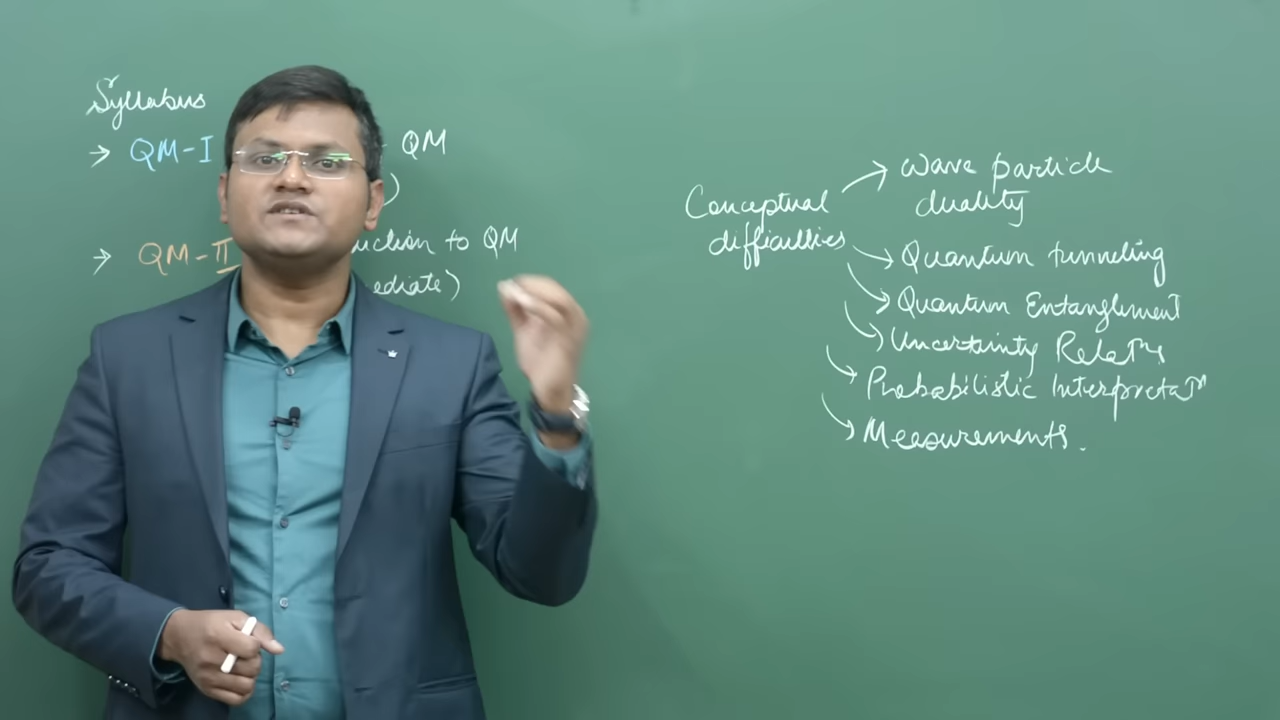 Syllabus
→ QM-I QM
)
→ QM-II uction to QM
ediate)
Conceptual difficulties
→ Wave particle
duality
→ Quantum tunneling
→ Quantum Entanglement
→ Uncertainty Relatns
→ Probabilistic Interpretatn
→ Measurements.